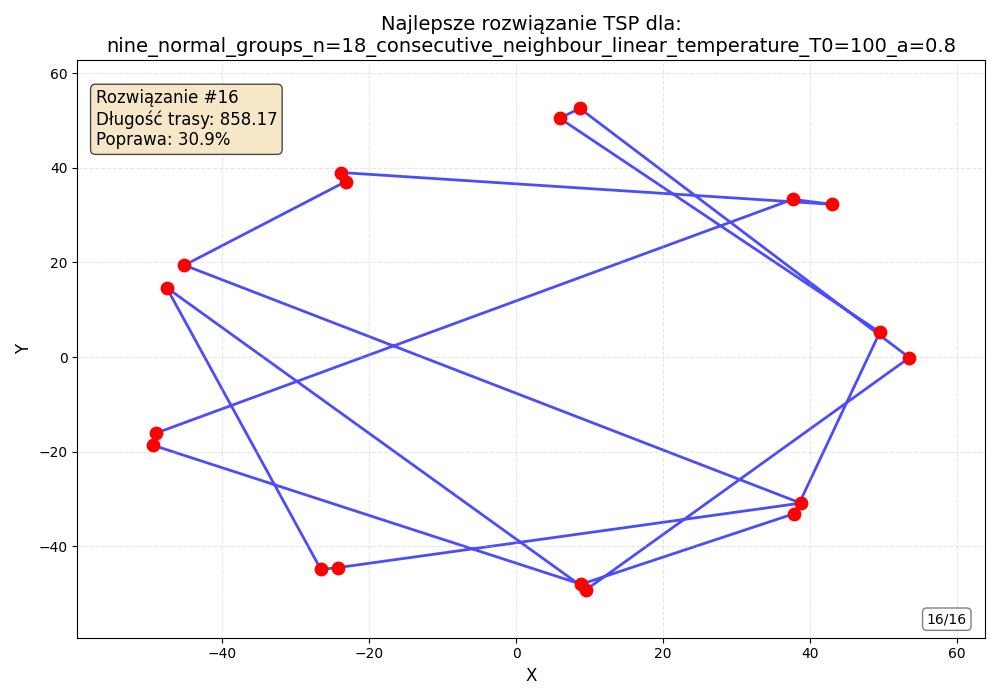 Najlepsze rozwiązanie TSP dla:
nine_normal_groups_n=18_consecutive_neighbour_linear_temperature_T0=100_a=0.8
Rozwiązanie #16
Długość trasy: 858.17
Poprawa: 30.9%
60
40
20
0
−20
−40
Y
16/16
−40
−20
0
20
40
60
X